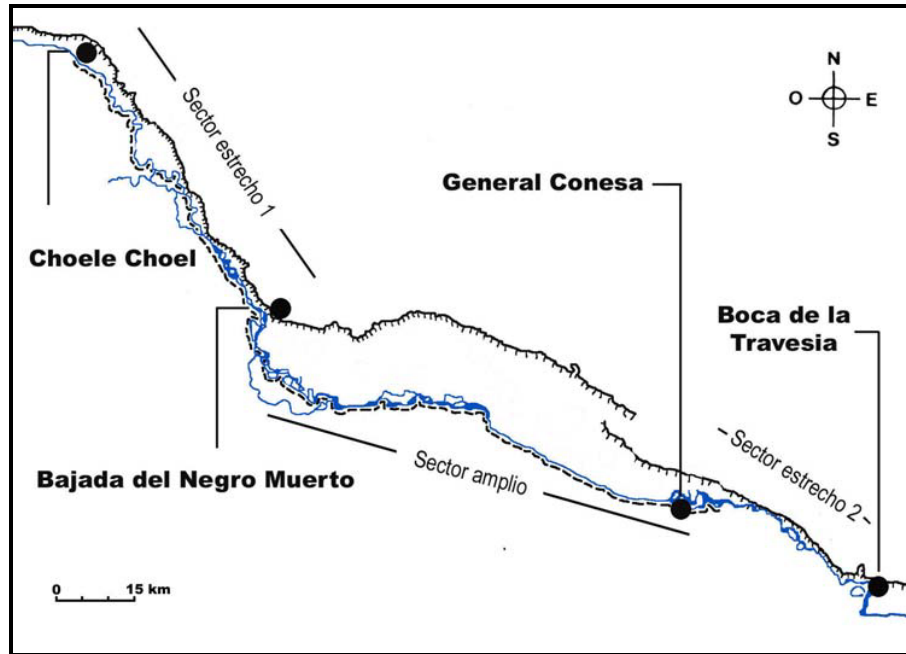 N
O E
S
Sector estrecho 1
General Conesa
Choele Choel
Boca de la
Travesia
Sector estrecho 2
Bajada del Negro Muerto
Sector amplio
0 15 km